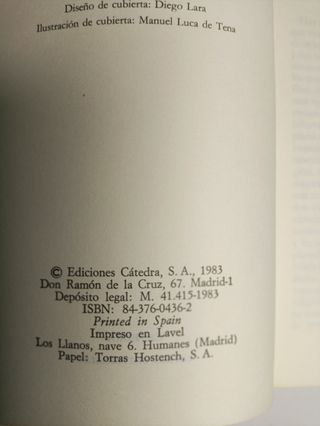 Diseño de cubierta: Diego Lara
Ilustración de cubierta: Manuel Luca de Tena
© Ediciones Cátedra, S. A., 1983
Don Ramón de la Cruz, 67. Madrid-1
Depósito legal: M. 41.415-1983
ISBN: 84-376-0436-2
Printed in Spain
Impreso en Lavel
Los Llanos, nave 6. Humanes (Madrid)
Papel: Torras Hostench, S. A.